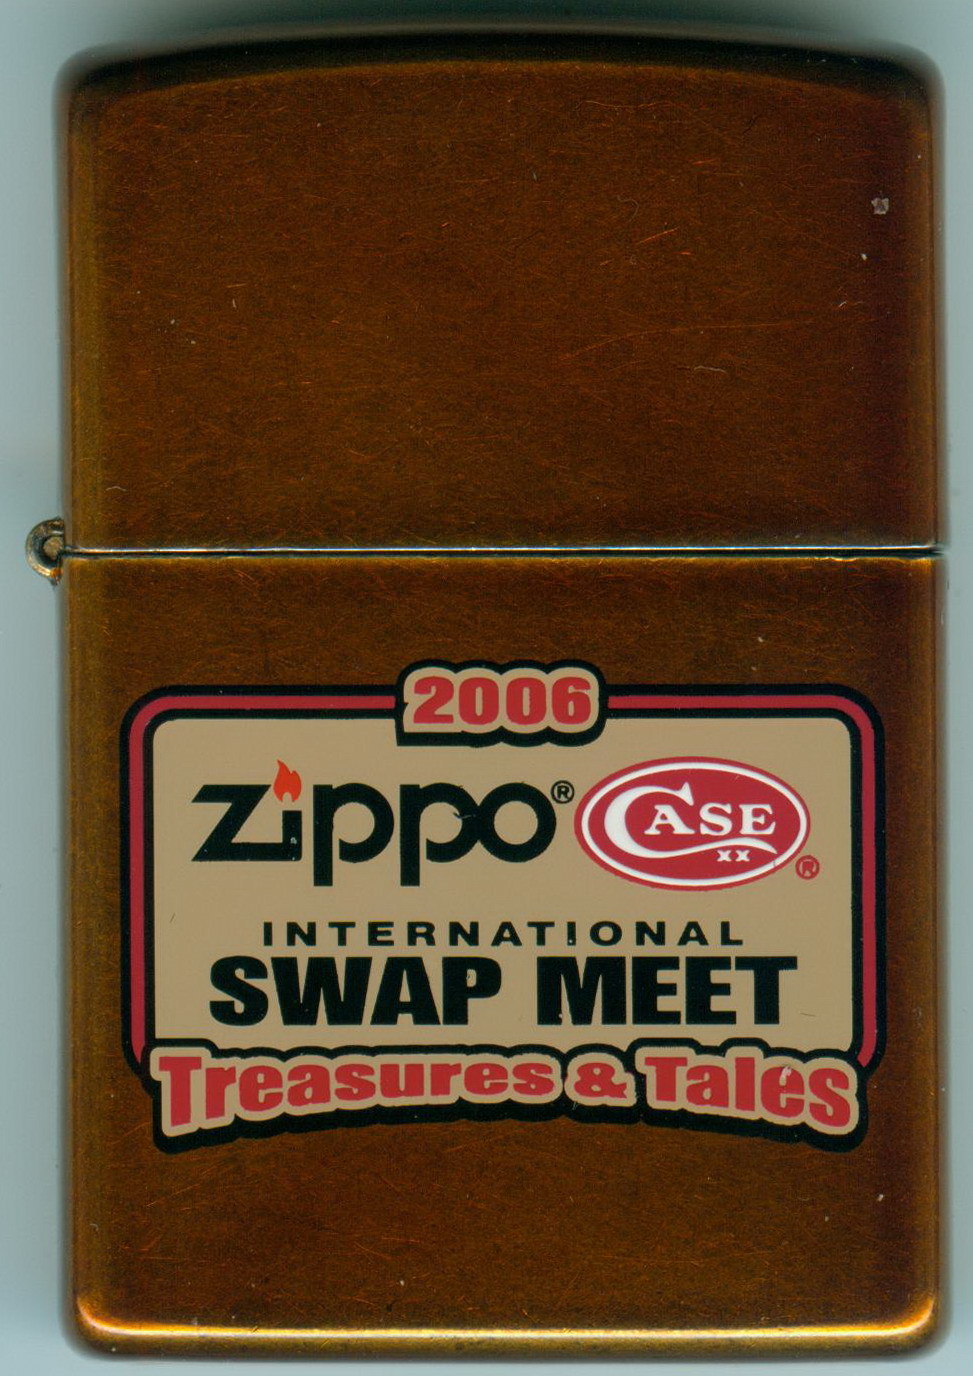 2006
Zippo® CASE XX ®
INTERNATIONAL
SWAP MEET
Treasures & Tales